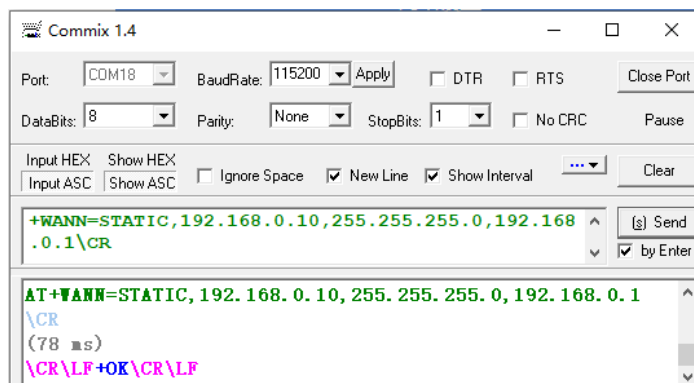 Commix 1.4
Port: COM18 BaudRate: 115200 Apply DTR RTS Close Port
DataBits: 8 Parity: None StopBits: 1 No CRC Pause
Input HEX Show HEX
Input ASC Show ASC Ignore Space New Line Show Interval ... Clear
+WANN=STATIC,192.168.0.10,255.255.255.0,192.168
.0.1\CR
(s) Send
by Enter
AT+WANN=STATIC,192.168.0.10,255.255.255.0,192.168.0.1
\CR
(78 ms)
\CR\LF+OK\CR\LF